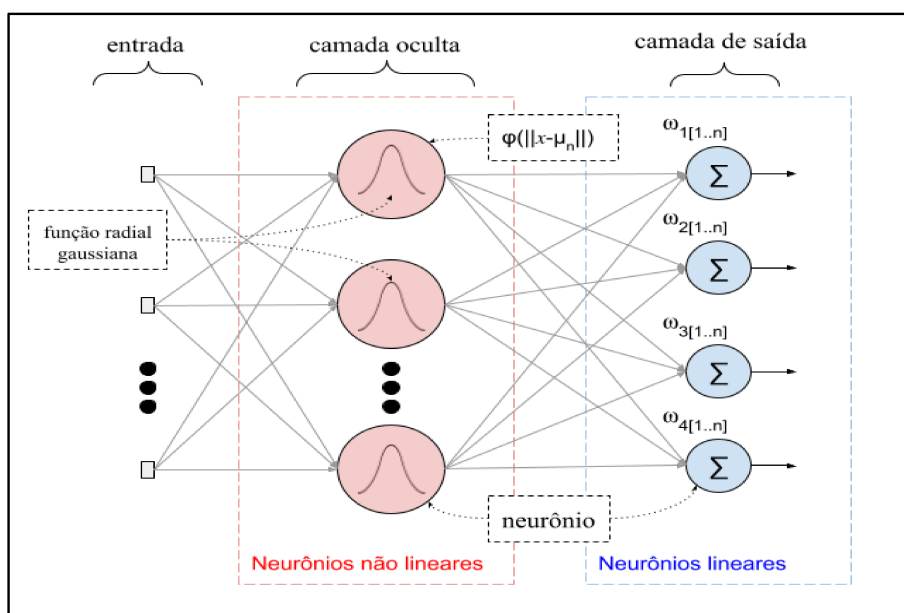 entrada
camada oculta
camada de saída
φ(||x-μn||)
ω1[1..n]
Σ
função radial
gaussiana
ω2[1..n]
Σ
ω3[1..n]
Σ
ω4[1..n]
Σ
neurônio
Neurônios não lineares
Neurônios lineares